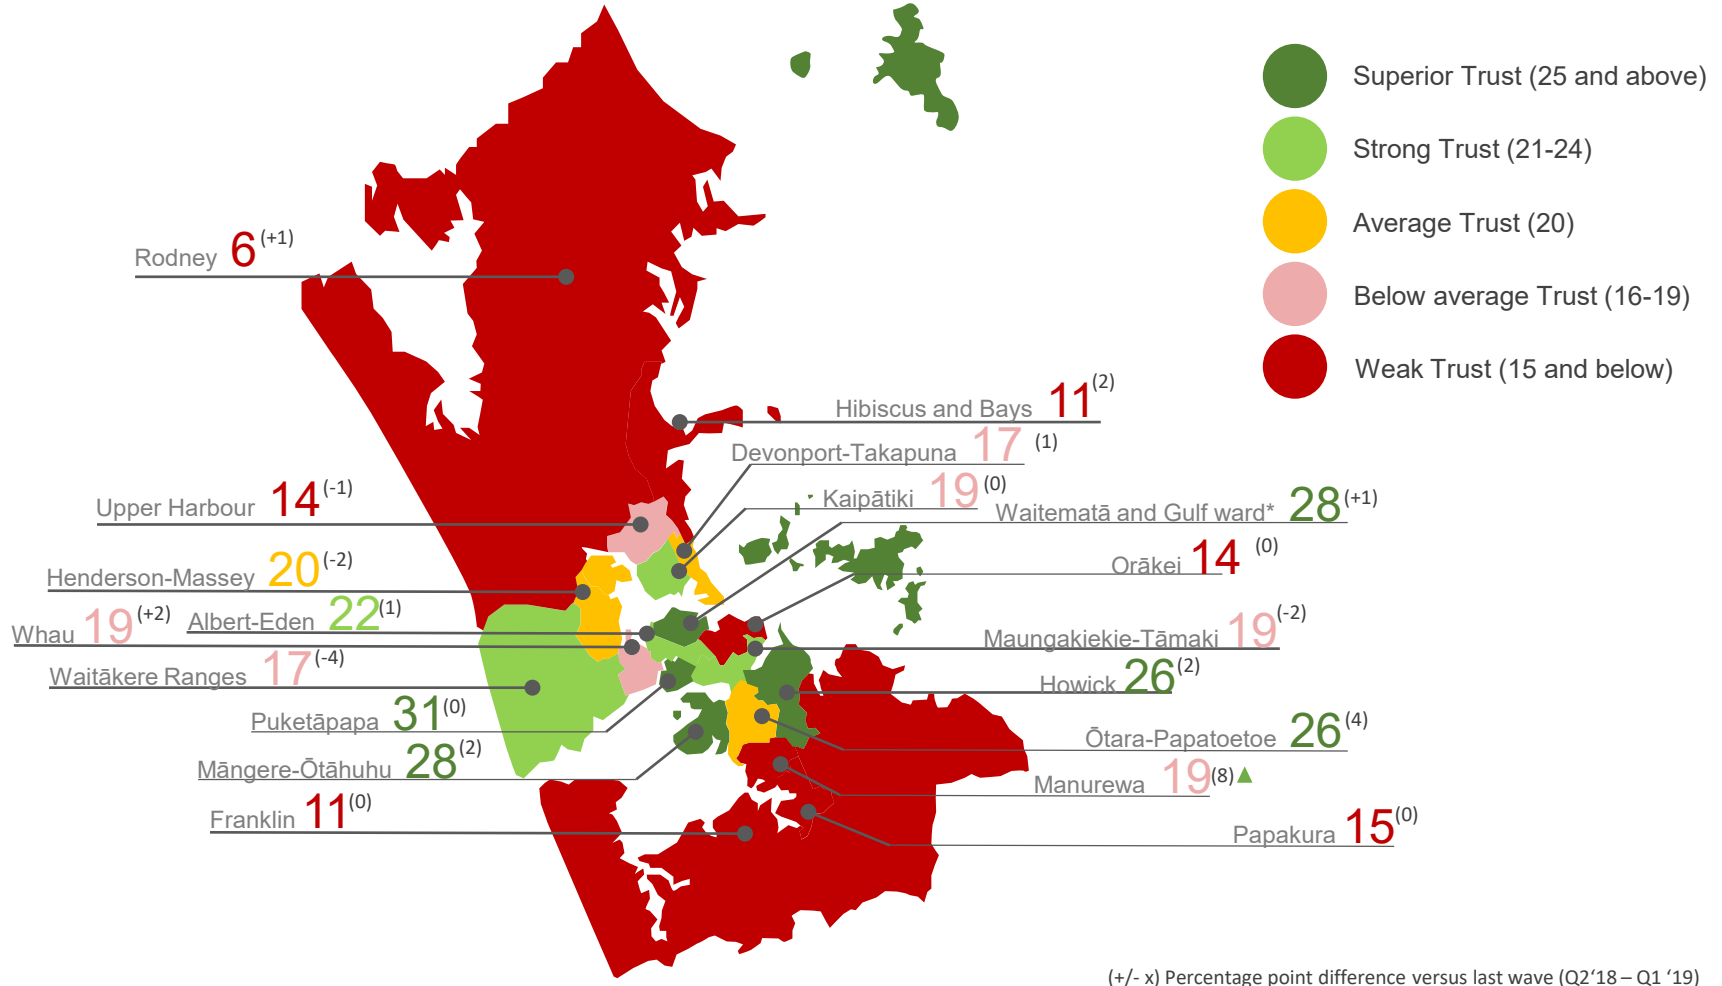 Superior Trust (25 and above)
Strong Trust (21-24)
Average Trust (20)
Below average Trust (16-19)
Weak Trust (15 and below)
Rodney 6 (+1)
Hibiscus and Bays 11 (2)
Devonport-Takapuna 17 (1)
Kaipātiki 19 (0)
Upper Harbour 14 (-1)
Waitematā and Gulf ward* 28 (+1)
Orākei 14 (0)
Henderson-Massey 20 (-2)
Albert-Eden 22 (1)
Whau 19 (+2)
Maungakiekie-Tāmaki 19 (-2)
Waitākere Ranges 17 (-4)
Howick 26 (2)
Puketāpapa 31 (0)
Ōtara-Papatoetoe 26 (4)
Māngere-Ōtāhuhu 28 (2)
Manurewa 19 (8)
Franklin 11 (0)
Papakura 15 (0)
(+/- x) Percentage point difference versus last wave (Q2‘18 – Q1 ‘19)